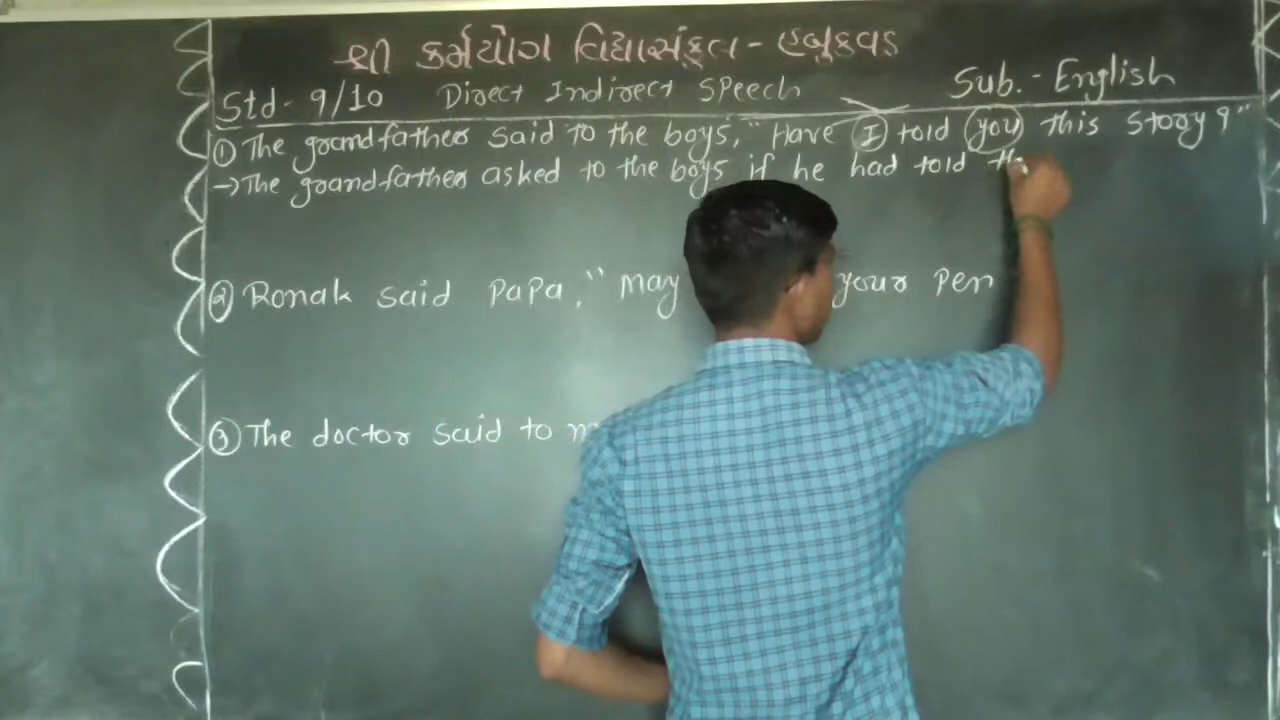 શ્રી કર્મયોગ વિદ્યાસંકુલ - હબુકવડ
Std- 9/10 Direct Indirect Speech Sub. - English
① The grandfather said to the boys, "Have I told you this story?"
→ The grandfather asked to the boys if he had told th
② Ronak said papa, "may your pen
③ The doctor said to m